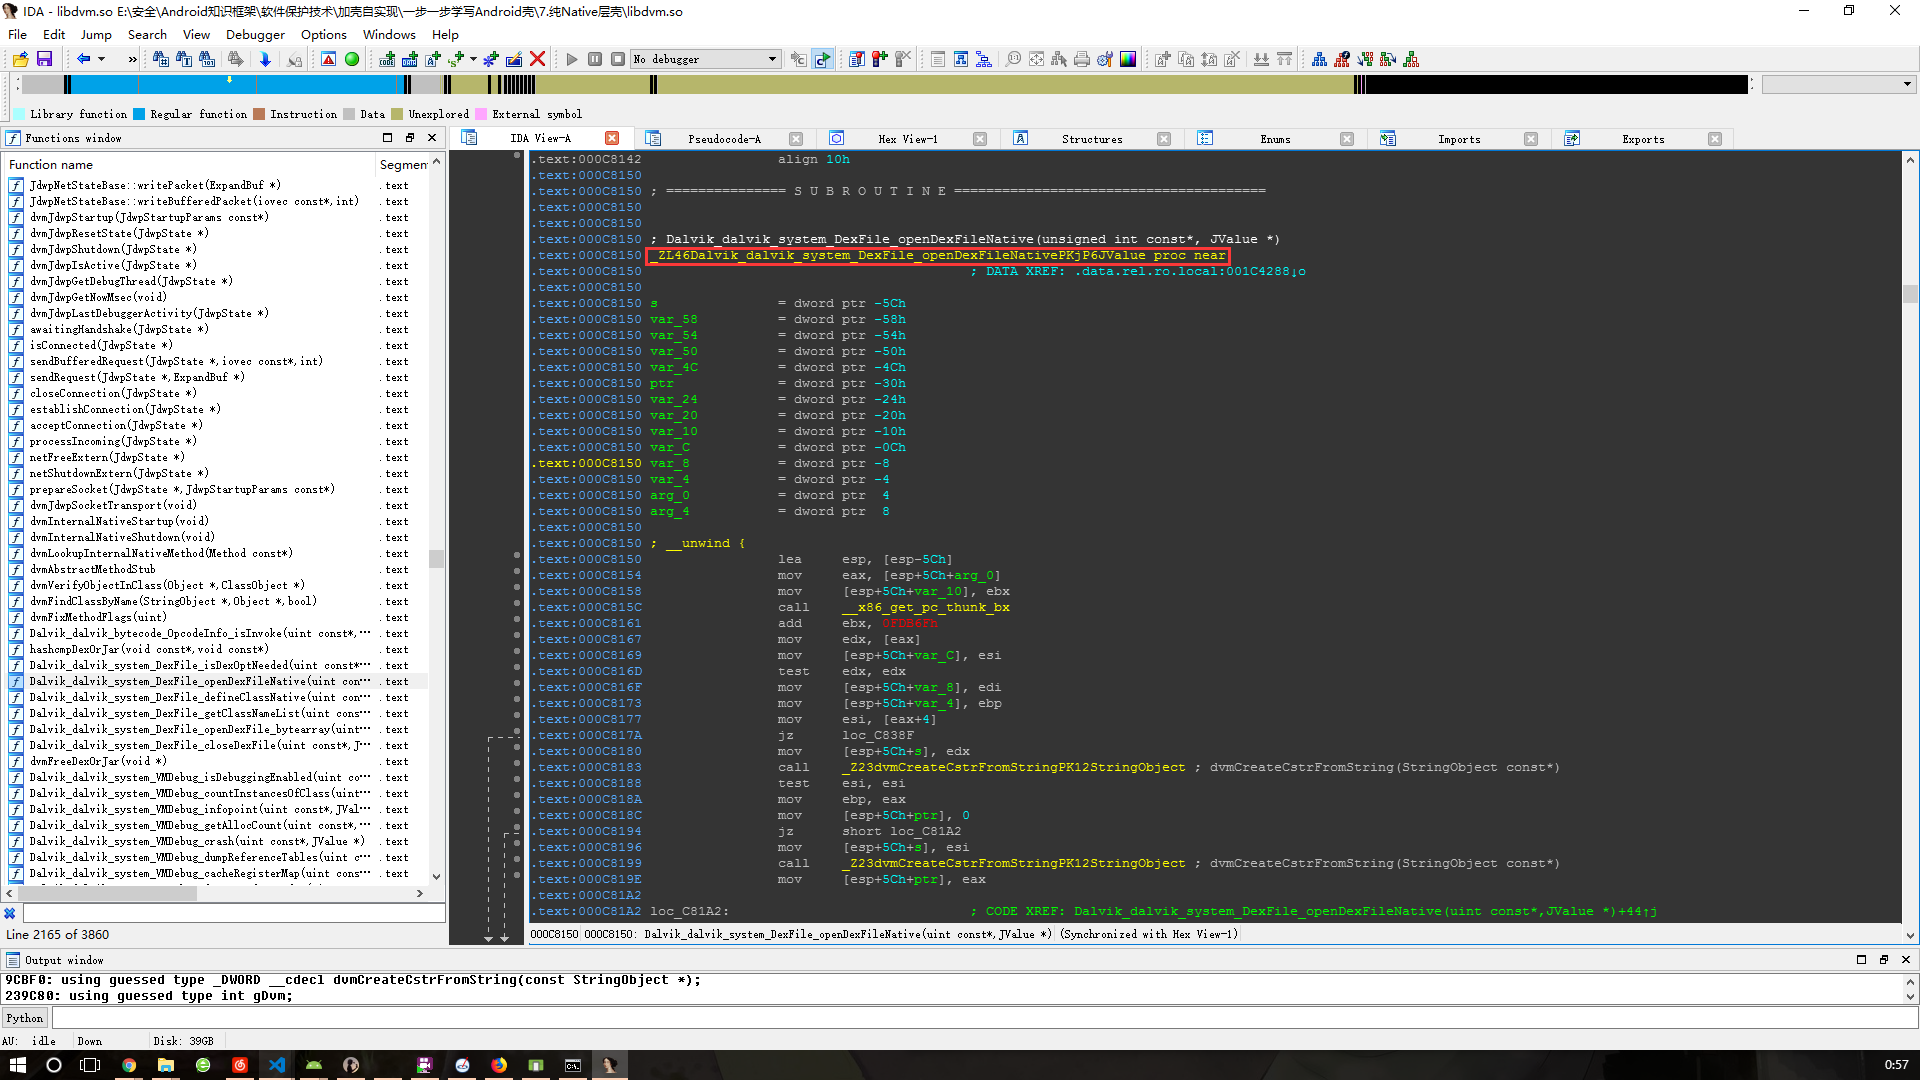 IDA - libdvm.so E:\安全\Android知识框架\软件保护技术\加壳自实现\一步一步学写Android壳\7.纯Native层壳\libdvm.so
File Edit Jump Search View Debugger Options Windows Help
No debugger
Library function Regular function Instruction Data Unexplored External symbol
Functions window
Function name Segmen
JdwpNetStateBase::writePacket(ExpandBuf *) .text
JdwpNetStateBase::writeBufferedPacket(iovec const*,int) .text
dvmJdwpStartup(JdwpStartupParams const*) .text
dvmJdwpResetState(JdwpState *) .text
dvmJdwpShutdown(JdwpState *) .text
dvmJdwpIsActive(JdwpState *) .text
dvmJdwpGetDebugThread(JdwpState *) .text
dvmJdwpGetNowMsec(void) .text
dvmJdwpLastDebuggerActivity(JdwpState *) .text
awaitingHandshake(JdwpState *) .text
isConnected(JdwpState *) .text
sendBufferedRequest(JdwpState *,iovec const*,int) .text
sendRequest(JdwpState *,ExpandBuf *) .text
closeConnection(JdwpState *) .text
establishConnection(JdwpState *) .text
acceptConnection(JdwpState *) .text
processIncoming(JdwpState *) .text
netFreeExtern(JdwpState *) .text
netShutdownExtern(JdwpState *) .text
prepareSocket(JdwpState *,JdwpStartupParams const*) .text
dvmJdwpSocketTransport(void) .text
dvmInternalNativeStartup(void) .text
dvmInternalNativeShutdown(void) .text
dvmLookupInternalNativeMethod(Method const*) .text
dvmAbstractMethodStub .text
dvmVerifyObjectInClass(Object *,ClassObject *) .text
dvmFindClassByName(StringObject *,Object *,bool) .text
dvmFixMethodFlags(uint) .text
Dalvik_dalvik_bytecode_OpcodeInfo_isInvoke(uint const*,… .text
hashcmpDexOrJar(void const*,void const*) .text
Dalvik_dalvik_system_DexFile_isDexOptNeeded(uint const*… .text
Dalvik_dalvik_system_DexFile_openDexFileNative(uint con… .text
Dalvik_dalvik_system_DexFile_defineClassNative(uint con… .text
Dalvik_dalvik_system_DexFile_getClassNameList(uint cons… .text
Dalvik_dalvik_system_DexFile_openDexFile_bytearray(uint… .text
Dalvik_dalvik_system_DexFile_closeDexFile(uint const*,J… .text
dvmFreeDexOrJar(void *) .text
Dalvik_dalvik_system_VMDebug_isDebuggingEnabled(uint co… .text
Dalvik_dalvik_system_VMDebug_countInstancesOfClass(uint… .text
Dalvik_dalvik_system_VMDebug_infopoint(uint const*,JVal… .text
Dalvik_dalvik_system_VMDebug_getAllocCount(uint const*,… .text
Dalvik_dalvik_system_VMDebug_crash(uint const*,JValue *) .text
Dalvik_dalvik_system_VMDebug_dumpReferenceTables(uint c… .text
Dalvik_dalvik_system_VMDebug_cacheRegisterMap(uint cons… .text
Line 2165 of 3860
IDA View-A Pseudocode-A Hex View-1 Structures Enums Imports Exports
.text:000C8142 align 10h
.text:000C8150
.text:000C8150 ; =============== S U B R O U T I N E =======================================
.text:000C8150
.text:000C8150
.text:000C8150 ; Dalvik_dalvik_system_DexFile_openDexFileNative(unsigned int const*, JValue *)
.text:000C8150 _ZL46Dalvik_dalvik_system_DexFile_openDexFileNativePKjP6JValue proc near
.text:000C8150 ; DATA XREF: .data.rel.ro.local:001C4288↓o
.text:000C8150
.text:000C8150 s = dword ptr -5Ch
.text:000C8150 var_58 = dword ptr -58h
.text:000C8150 var_54 = dword ptr -54h
.text:000C8150 var_50 = dword ptr -50h
.text:000C8150 var_4C = dword ptr -4Ch
.text:000C8150 ptr = dword ptr -30h
.text:000C8150 var_24 = dword ptr -24h
.text:000C8150 var_20 = dword ptr -20h
.text:000C8150 var_10 = dword ptr -10h
.text:000C8150 var_C = dword ptr -0Ch
.text:000C8150 var_8 = dword ptr -8
.text:000C8150 var_4 = dword ptr -4
.text:000C8150 arg_0 = dword ptr 4
.text:000C8150 arg_4 = dword ptr 8
.text:000C8150
.text:000C8150 ; __unwind {
.text:000C8150 lea esp, [esp-5Ch]
.text:000C8154 mov eax, [esp+5Ch+arg_0]
.text:000C8158 mov [esp+5Ch+var_10], ebx
.text:000C815C call __x86_get_pc_thunk_bx
.text:000C8161 add ebx, 0FDB6Fh
.text:000C8167 mov edx, [eax]
.text:000C8169 mov [esp+5Ch+var_C], esi
.text:000C816D test edx, edx
.text:000C816F mov [esp+5Ch+var_8], edi
.text:000C8173 mov [esp+5Ch+var_4], ebp
.text:000C8177 mov esi, [eax+4]
.text:000C817A jz loc_C838F
.text:000C8180 mov [esp+5Ch+s], edx
.text:000C8183 call _Z23dvmCreateCstrFromStringPK12StringObject ; dvmCreateCstrFromString(StringObject const*)
.text:000C8188 test esi, esi
.text:000C818A mov ebp, eax
.text:000C818C mov [esp+5Ch+ptr], 0
.text:000C8194 jz short loc_C81A2
.text:000C8196 mov [esp+5Ch+s], esi
.text:000C8199 call _Z23dvmCreateCstrFromStringPK12StringObject ; dvmCreateCstrFromString(StringObject const*)
.text:000C819E mov [esp+5Ch+ptr], eax
.text:000C81A2
.text:000C81A2 loc_C81A2: ; CODE XREF: Dalvik_dalvik_system_DexFile_openDexFileNative(uint const*,JValue *)+44↑j
000C8150 000C8150: Dalvik_dalvik_system_DexFile_openDexFileNative(uint const*,JValue *) (Synchronized with Hex View-1)
Output window
9CBF0: using guessed type _DWORD __cdecl dvmCreateCstrFromString(const StringObject *);
239C80: using guessed type int gDvm;
Python
AU: idle Down Disk: 39GB
0:57